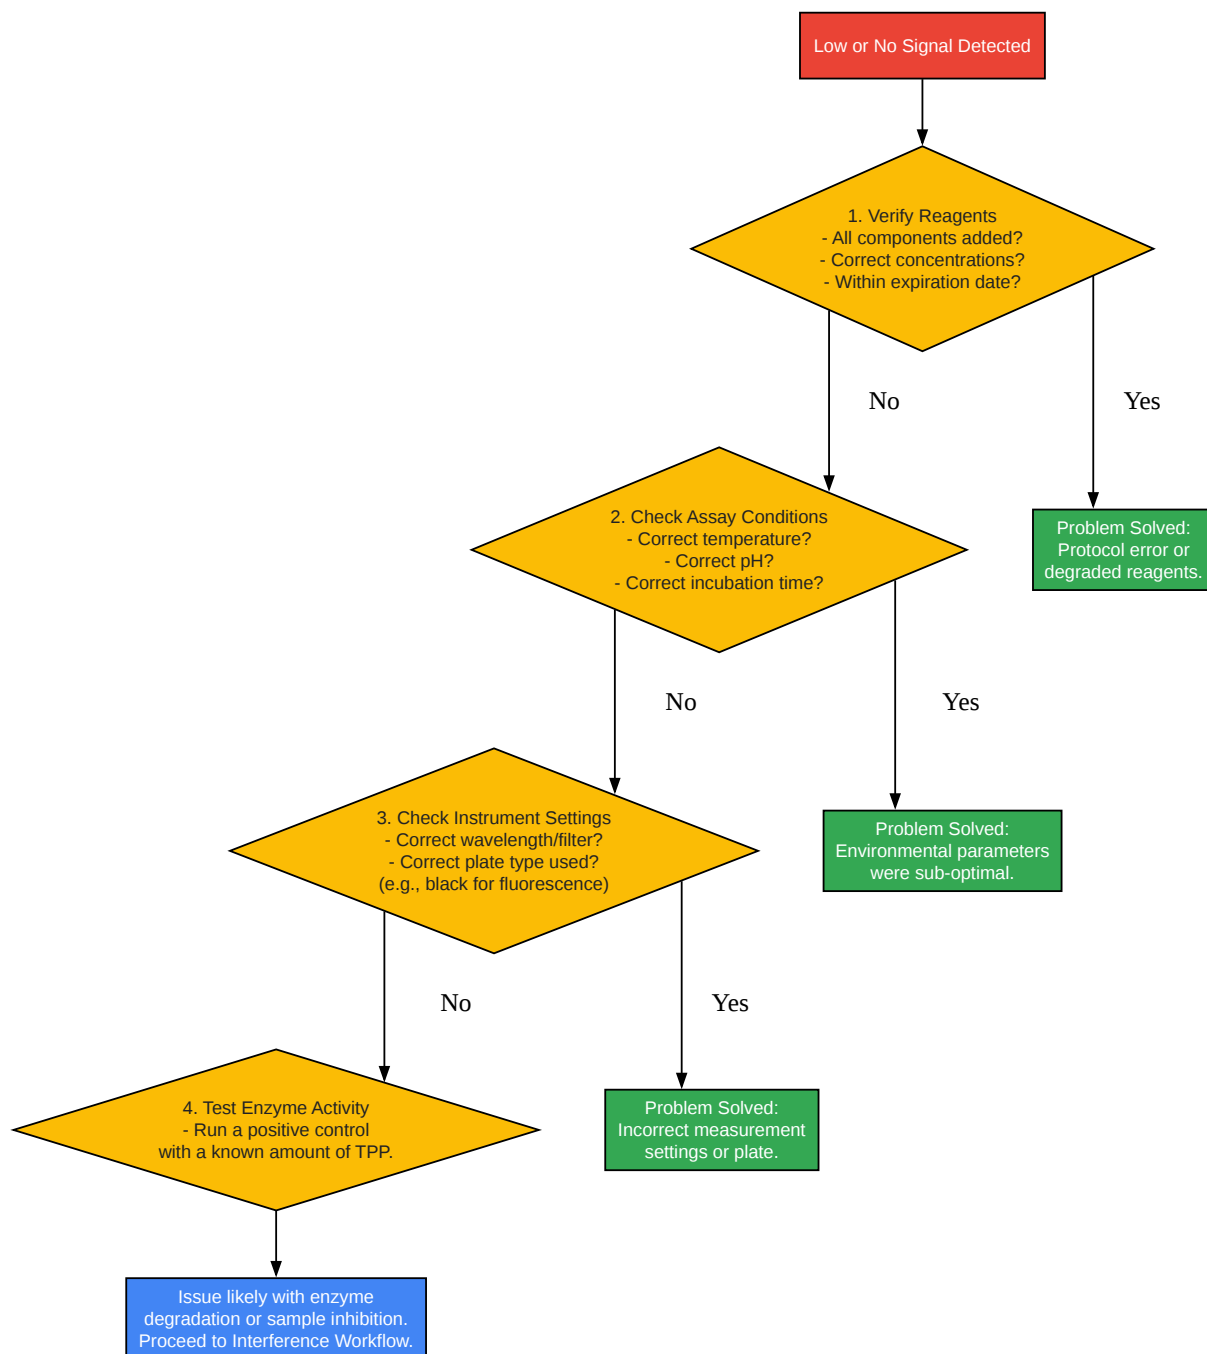 Low or No Signal Detected
1. Verify Reagents
- All components added?
- Correct concentrations?
- Within expiration date?
No
Yes
2. Check Assay Conditions
- Correct temperature?
- Correct pH?
- Correct incubation time?
Problem Solved:
Protocol error or
degraded reagents.
No
Yes
3. Check Instrument Settings
- Correct wavelength/filter?
- Correct plate type used?
(e.g., black for fluorescence)
Problem Solved:
Environmental parameters
were sub-optimal.
No
Yes
4. Test Enzyme Activity
- Run a positive control
with a known amount of TPP.
Problem Solved:
Incorrect measurement
settings or plate.
Issue likely with enzyme
degradation or sample inhibition.
Proceed to Interference Workflow.